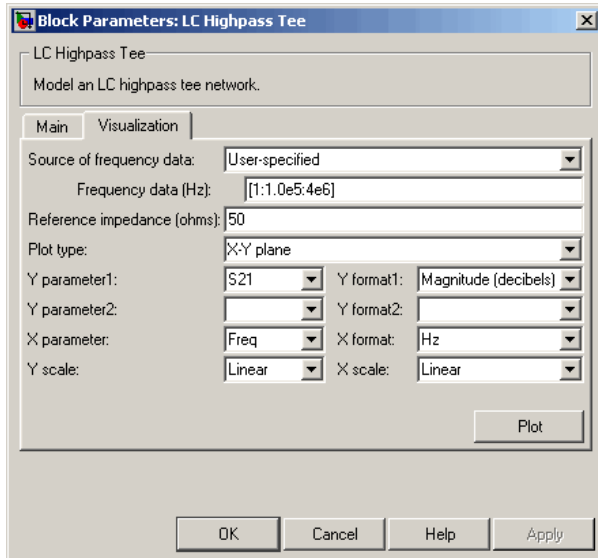 Block Parameters: LC Highpass Tee
LC Highpass Tee
Model an LC highpass tee network.
Main Visualization
Source of frequency data: User-specified
Frequency data (Hz): [1:1.0e5:4e6]
Reference impedance (ohms): 50
Plot type: X-Y plane
Y parameter1: S21 Y format1: Magnitude (decibels)
Y parameter2: Y format2:
X parameter: Freq X format: Hz
Y scale: Linear X scale: Linear
Plot
OK Cancel Help Apply